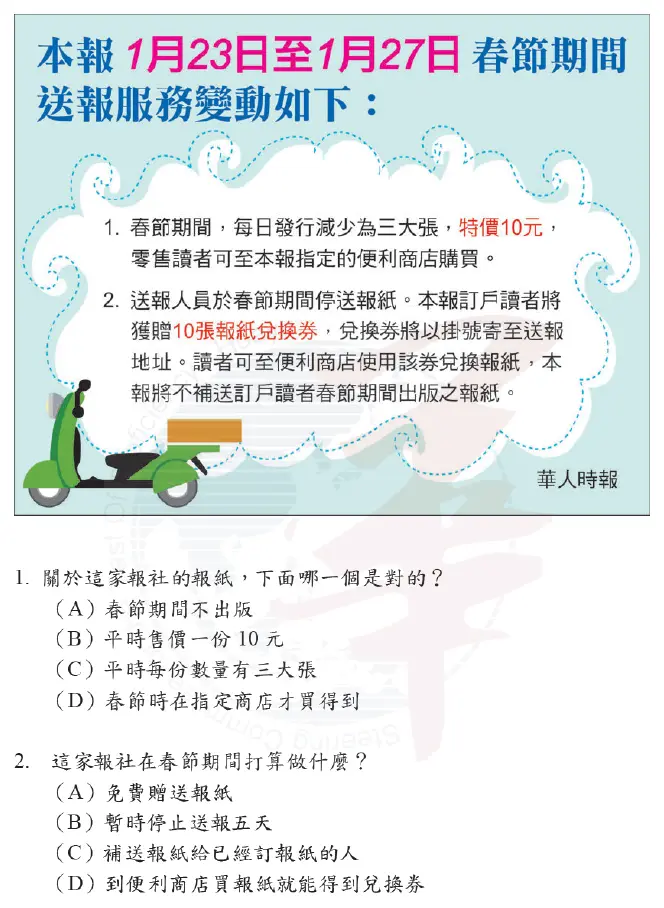 本報 1月23日至1月27日 春節期間
送報服務變動如下：
1. 春節期間，每日發行減少為三大張，特價10元，
零售讀者可至本報指定的便利商店購買。
2. 送報人員於春節期間停送報紙。本報訂戶讀者將
獲贈10張報紙兌換券，兌換券將以掛號寄至送報
地址。讀者可至便利商店使用該券兌換報紙，本
報將不補送訂戶讀者春節期間出版之報紙。
華人時報
1. 關於這家報社的報紙，下面哪一個是對的？
（A）春節期間不出版
（B）平時售價一份 10 元
（C）平時每份數量有三大張
（D）春節時在指定商店才買得到
2. 這家報社在春節期間打算做什麼？
（A）免費贈送報紙
（B）暫時停止送報五天
（C）補送報紙給已經訂報紙的人
（D）到便利商店買報紙就能得到兌換券